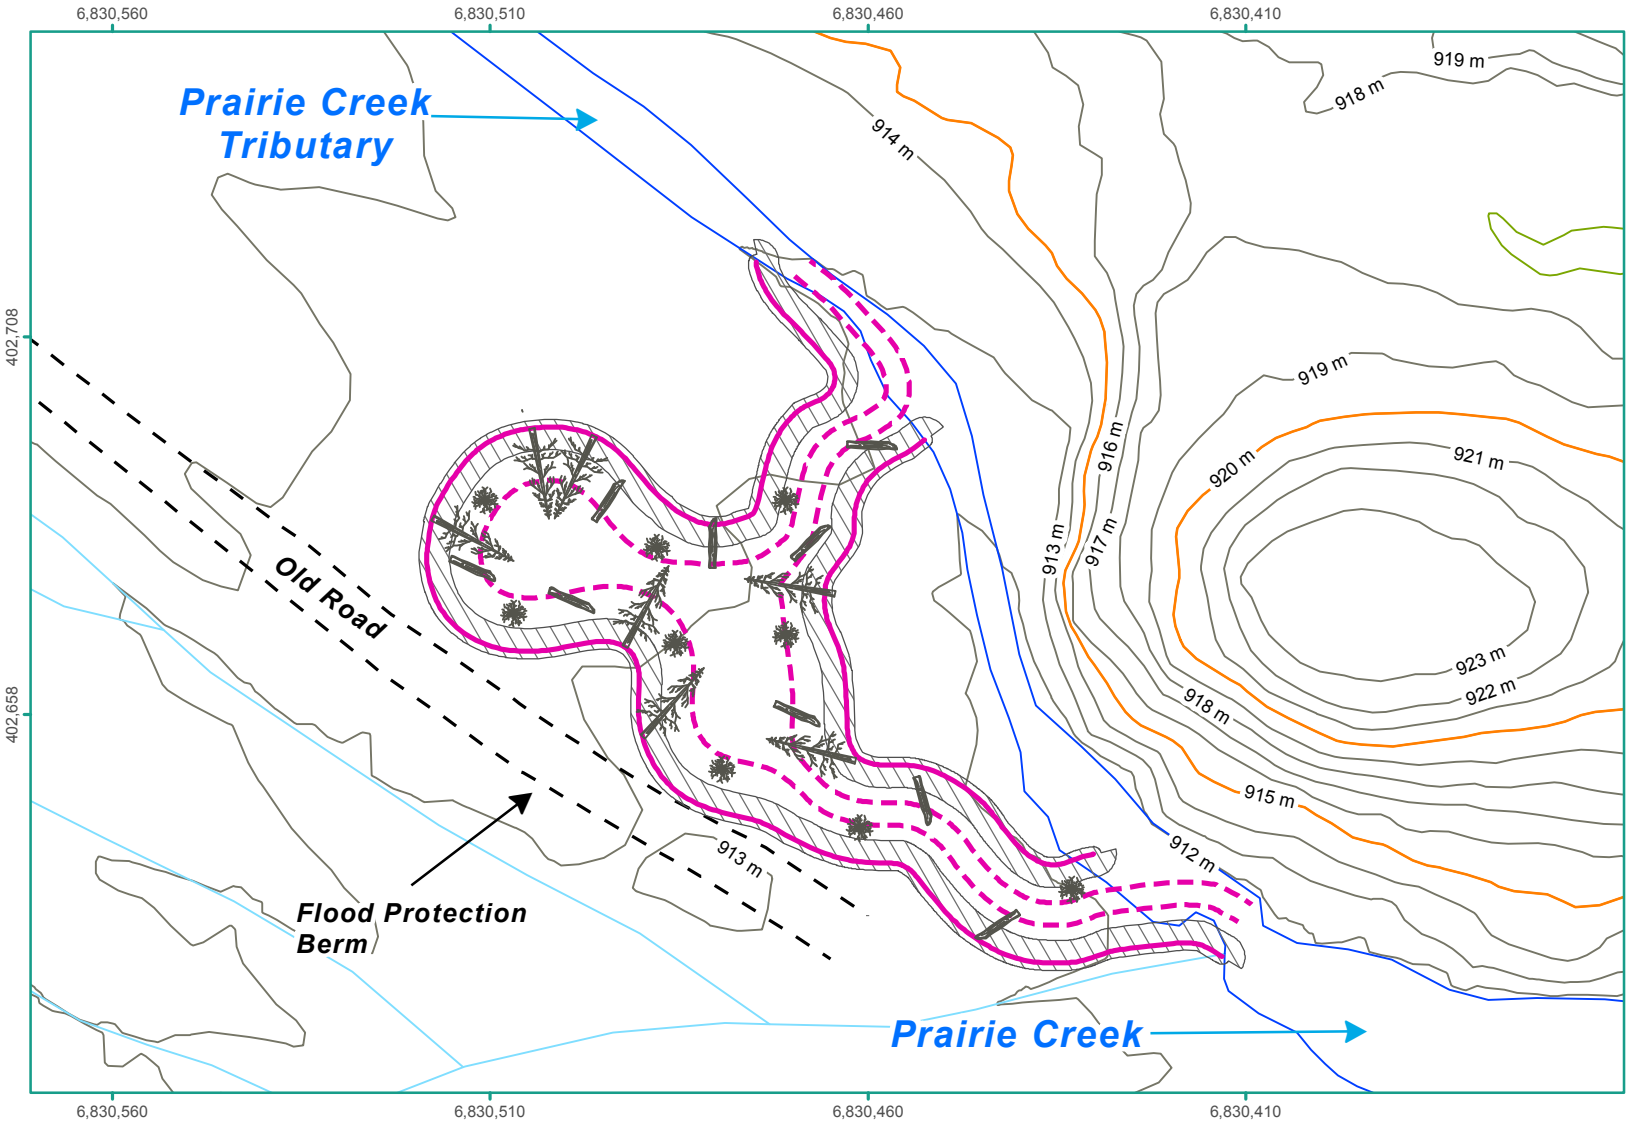 6,830,560
6,830,510
6,830,460
6,830,410
919 m
918 m
Prairie Creek
Tributary
914 m
402,708
919 m
916 m
920 m
921 m
913 m
917 m
Old Road
923 m
922 m
918 m
402,658
915 m
912 m
913 m
Flood Protection
Berm
Prairie Creek
6,830,560
6,830,510
6,830,460
6,830,410